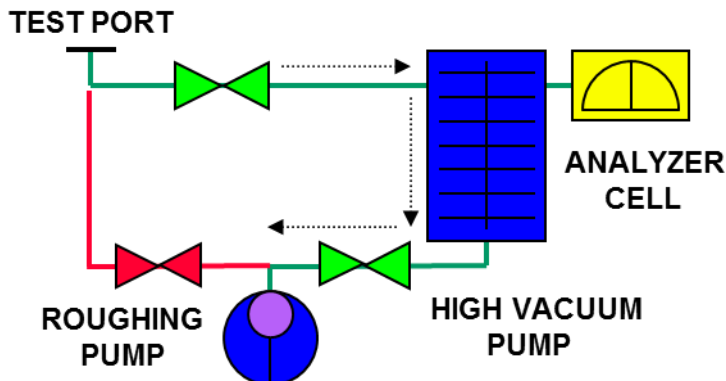 TEST PORT
ANALYZER
CELL
ROUGHING
PUMP
HIGH VACUUM
PUMP